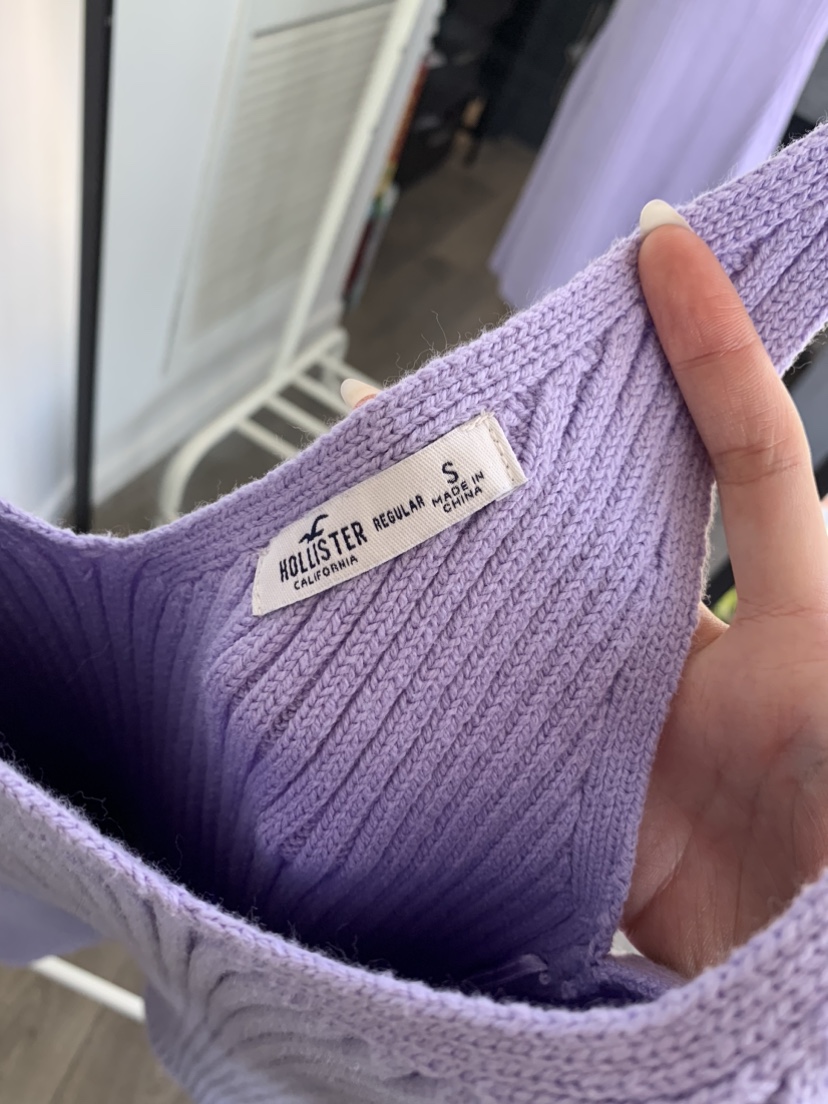 HOLLISTER
CALIFORNIA
REGULAR
S
MADE IN
CHINA